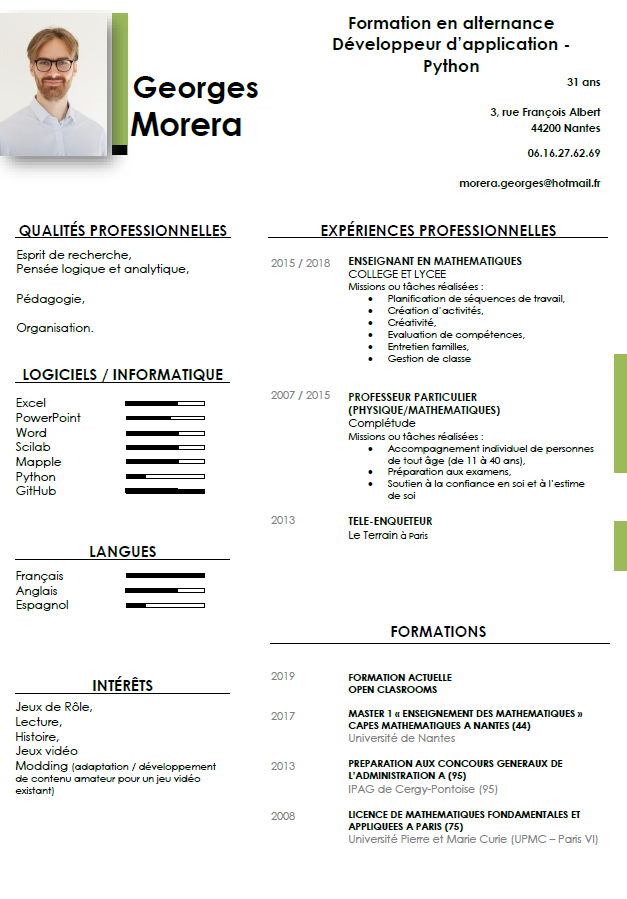 Formation en alternance
Développeur d'application -
Python
Georges
Morera
31 ans
3, rue François Albert
44200 Nantes
06.16.27.62.69
morera.georges@hotmail.fr
QUALITÉS PROFESSIONNELLES
Esprit de recherche,
Pensée logique et analytique,
Pédagogie,
Organisation.
LOGICIELS / INFORMATIQUE
Excel
PowerPoint
Word
Scilab
Mapple
Python
GitHub
LANGUES
Français
Anglais
Espagnol
INTÉRÊTS
Jeux de Rôle,
Lecture,
Histoire,
Jeux vidéo
Modding (adaptation / développement
de contenu amateur pour un jeu vidéo
existant)
EXPÉRIENCES PROFESSIONNELLES
2015 / 2018 ENSEIGNANT EN MATHEMATIQUES
COLLEGE ET LYCEE
Missions ou tâches réalisées :
• Planification de séquences de travail,
• Création d'activités,
• Créativité,
• Evaluation de compétences,
• Entretien familles,
• Gestion de classe
2007 / 2015 PROFESSEUR PARTICULIER
(PHYSIQUE/MATHEMATIQUES)
Complétude
Missions ou tâches réalisées :
• Accompagnement individuel de personnes
de tout âge (de 11 à 40 ans),
• Préparation aux examens,
• Soutien à la confiance en soi et à l'estime
de soi
2013 TELE-ENQUETEUR
Le Terrain à Paris
FORMATIONS
2019 FORMATION ACTUELLE
OPEN CLASROOMS
2017 MASTER 1 « ENSEIGNEMENT DES MATHEMATIQUES »
CAPES MATHEMATIQUES A NANTES (44)
Université de Nantes
2013 PREPARATION AUX CONCOURS GENERAUX DE
L'ADMINISTRATION A (95)
IPAG de Cergy-Pontoise (95)
2008 LICENCE DE MATHEMATIQUES FONDAMENTALES ET
APPLIQUEES A PARIS (75)
Université Pierre et Marie Curie (UPMC – Paris VI)